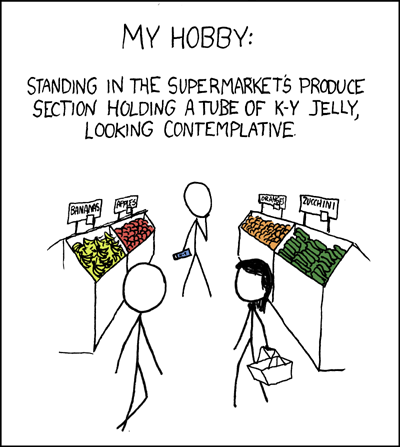 MY HOBBY:
STANDING IN THE SUPERMARKET'S PRODUCE
SECTION HOLDING A TUBE OF K-Y JELLY,
LOOKING CONTEMPLATIVE.
BANANAS
APPLES
ORANGES
ZUCCHINI